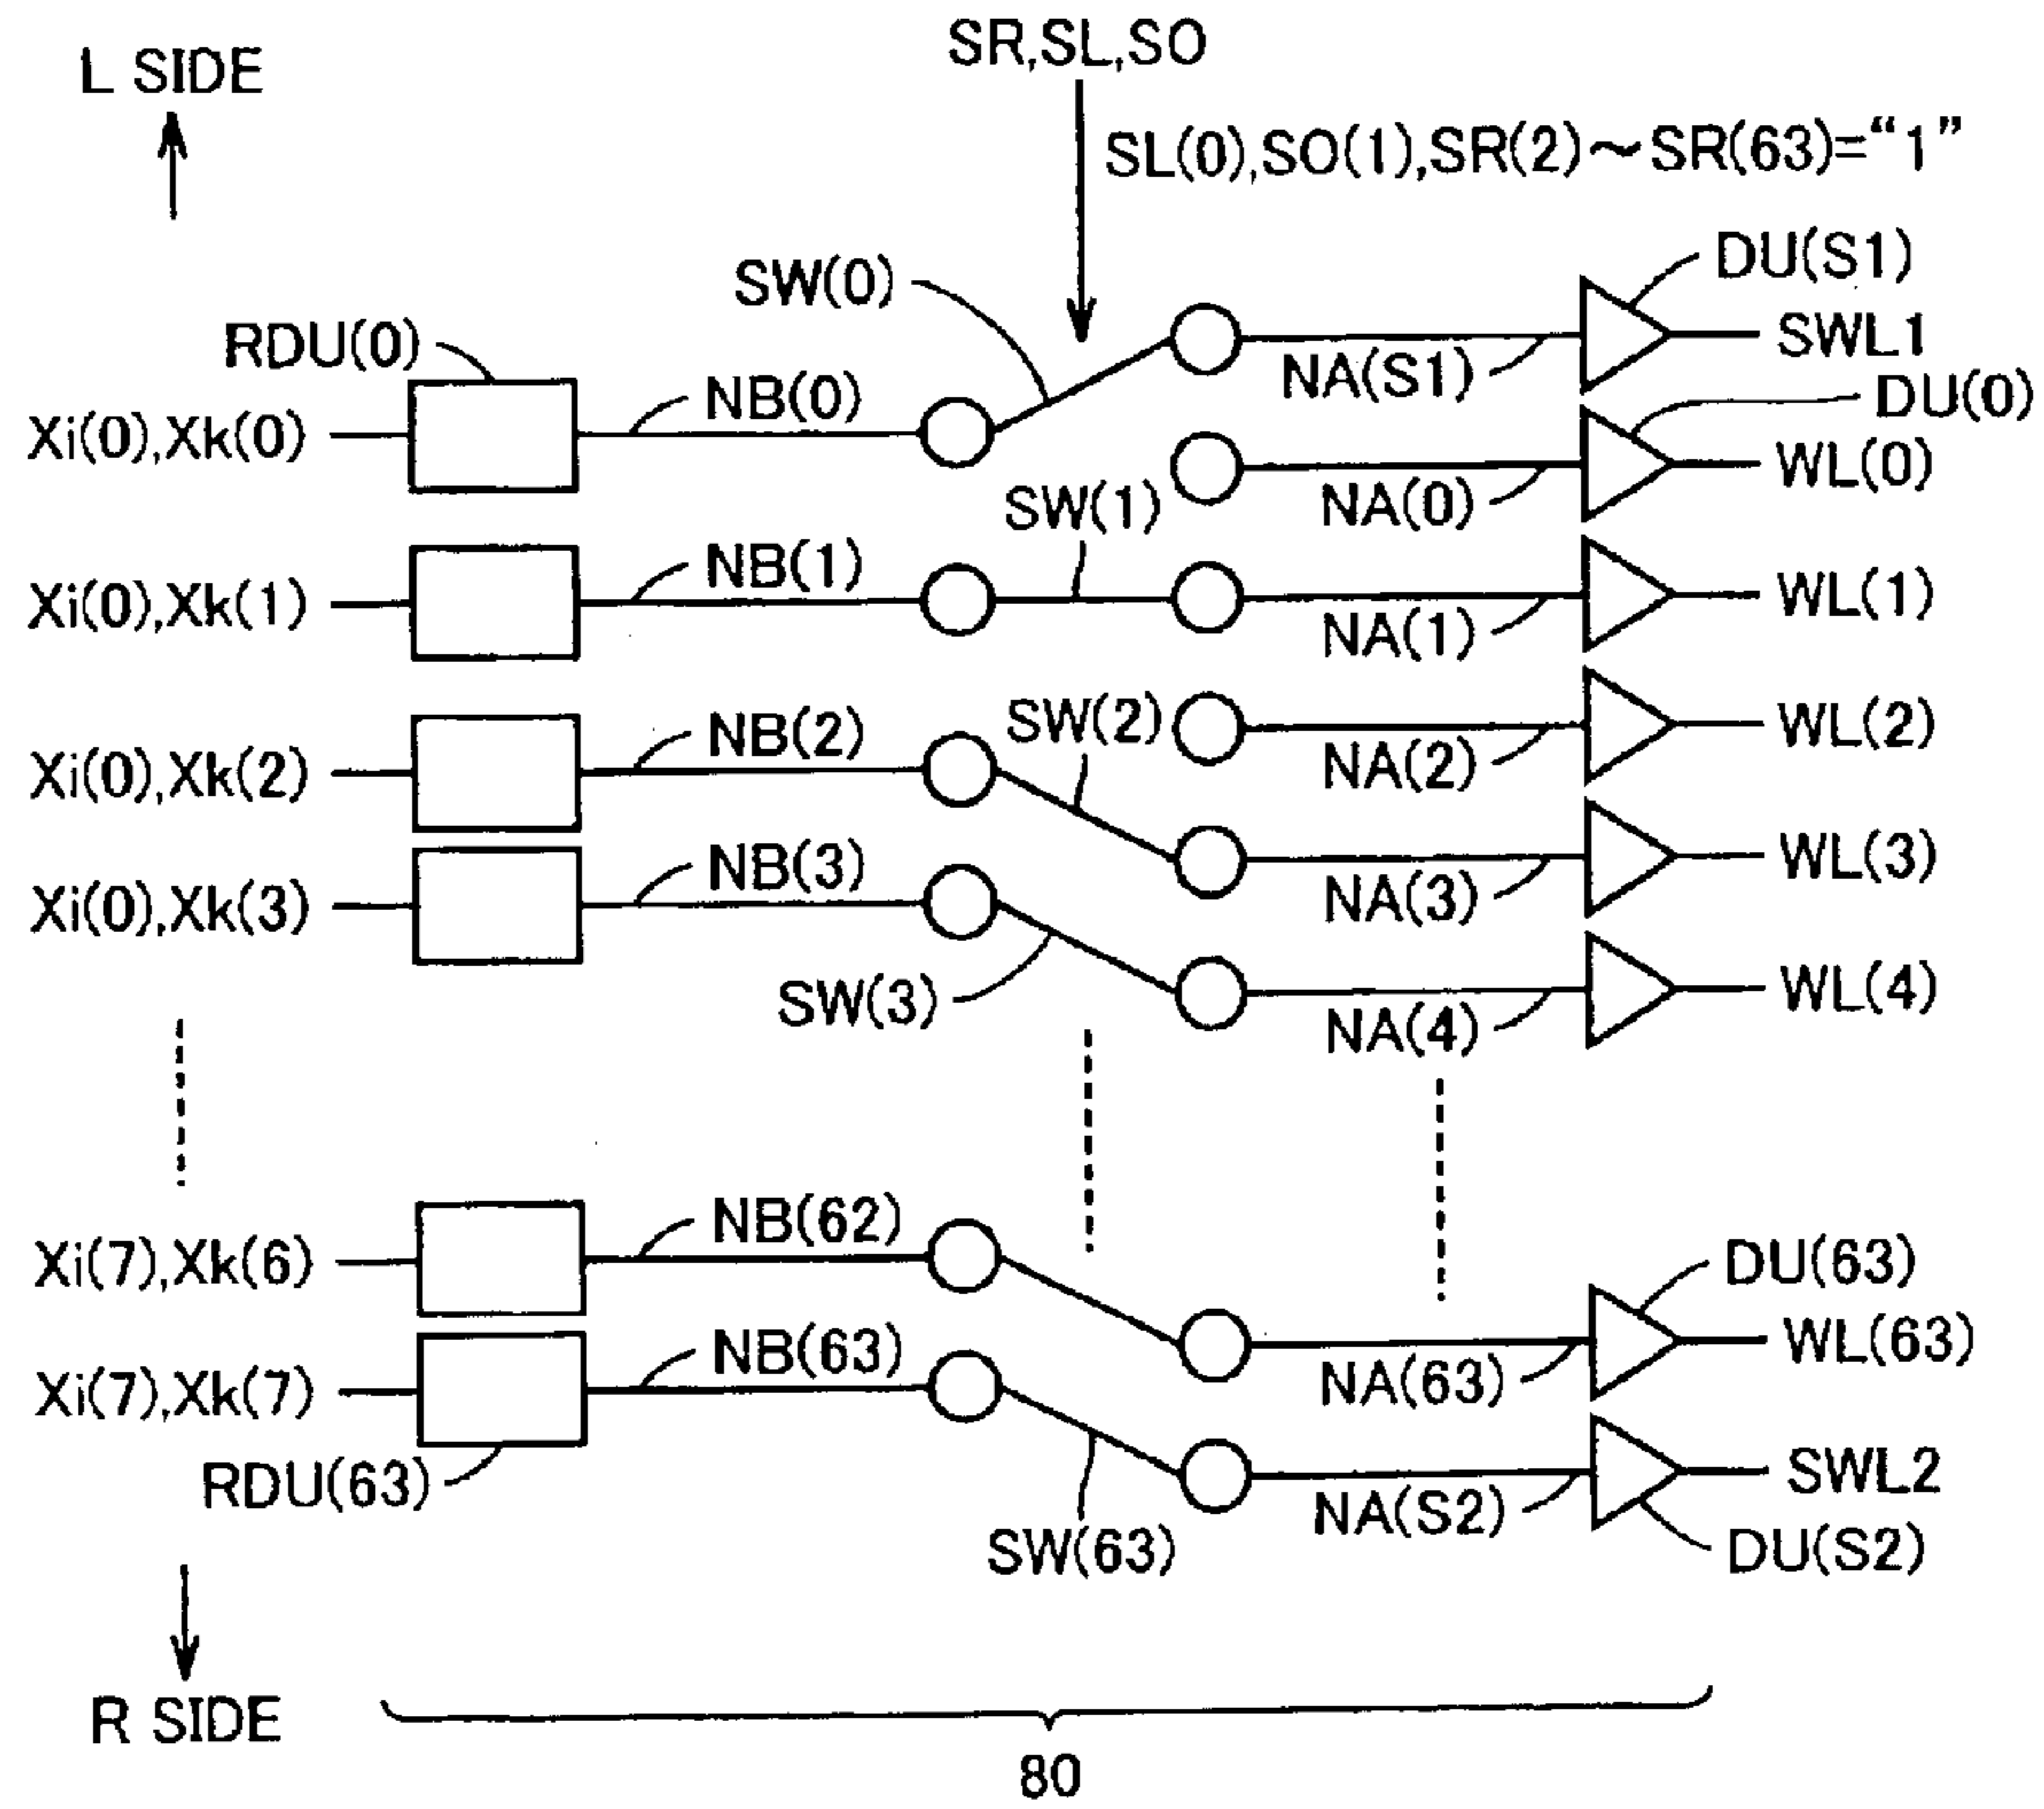 SR,SL,SO
L SIDE
SL(0),SO(1),SR(2)～SR(63)=“1”
DU(S1)
SW(0)
SWL1
RDU(0)
NA(S1)
DU(0)
NB(0)
Xi(0),Xk(0)
WL(0)
SW(1)
NA(0)
NB(1)
Xi(0),Xk(1)
WL(1)
NA(1)
SW(2)
NB(2)
WL(2)
Xi(0),Xk(2)
NA(2)
NB(3)
WL(3)
Xi(0),Xk(3)
NA(3)
SW(3)
WL(4)
NA(4)
NB(62)
Xi(7),Xk(6)
DU(63)
WL(63)
NB(63)
NA(63)
Xi(7),Xk(7)
SWL2
RDU(63)
NA(S2)
SW(63)
DU(S2)
R SIDE
80